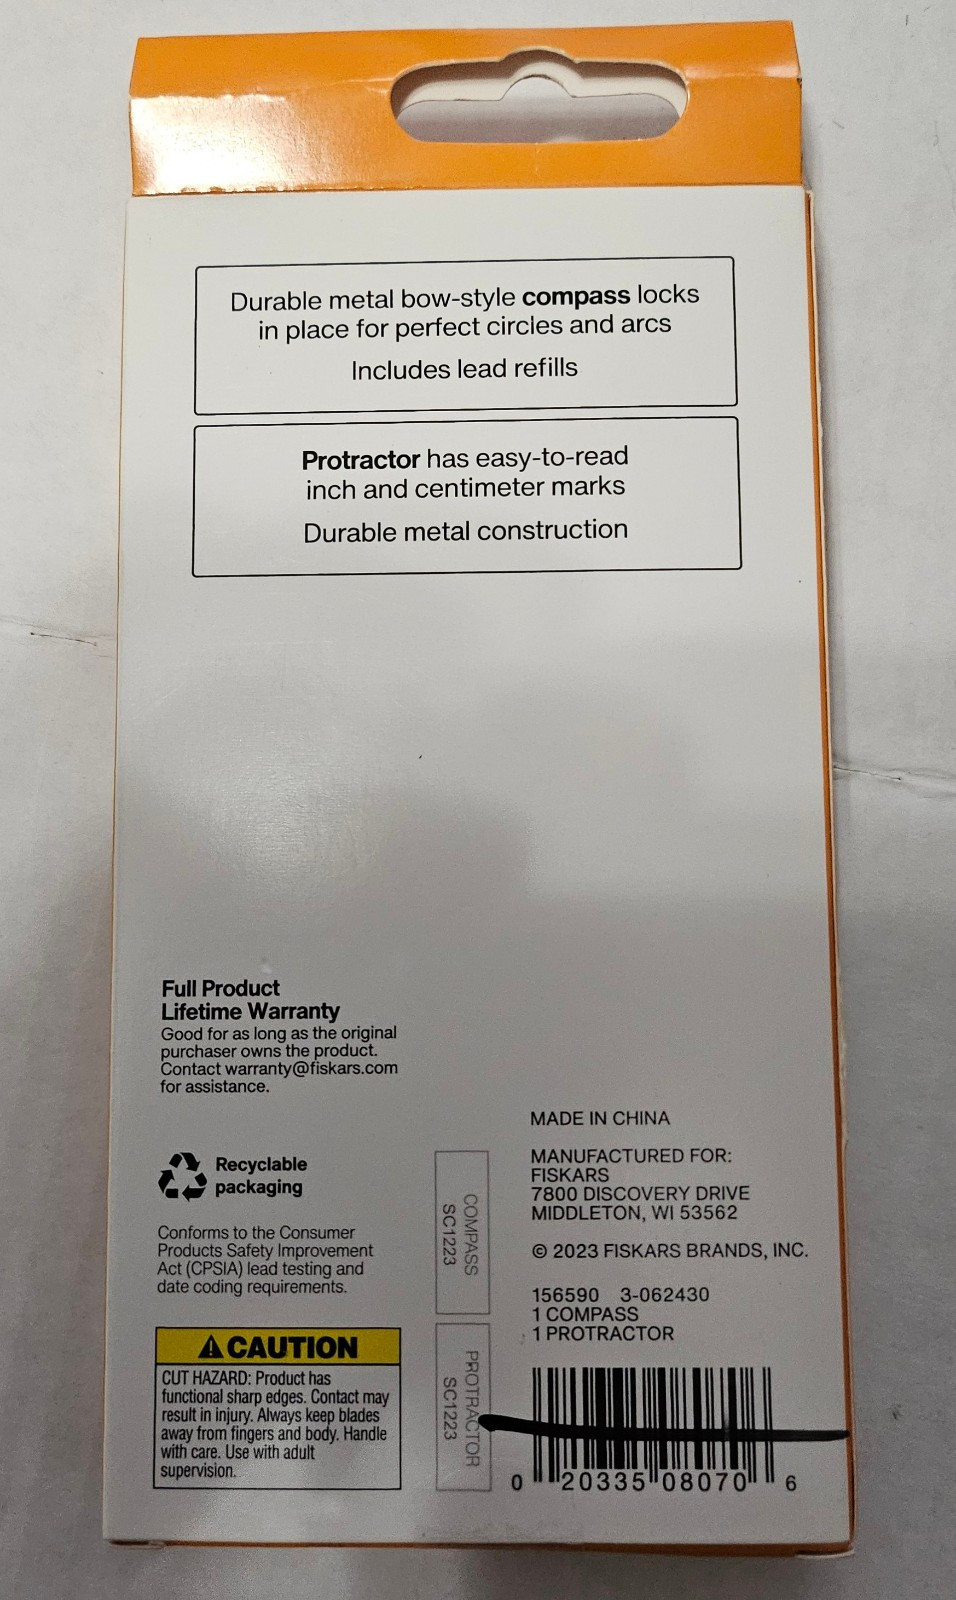 Durable metal bow-style compass locks
in place for perfect circles and arcs
Includes lead refills
Protractor has easy-to-read
inch and centimeter marks
Durable metal construction
Full Product
Lifetime Warranty
Good for as long as the original
purchaser owns the product.
Contact warranty@fiskars.com
for assistance.
Recyclable
packaging
Conforms to the Consumer
Products Safety Improvement
Act (CPSIA) lead testing and
date coding requirements.
CAUTION
CUT HAZARD: Product has
functional sharp edges. Contact may
result in injury. Always keep blades
away from fingers and body. Handle
with care. Use with adult
supervision.
COMPASS
SC1223
PROTRACTOR
SC1223
MADE IN CHINA
MANUFACTURED FOR:
FISKARS
7800 DISCOVERY DRIVE
MIDDLETON, WI 53562
© 2023 FISKARS BRANDS, INC.
156590 3-062430
1 COMPASS
1 PROTRACTOR
0 20335 08070 6